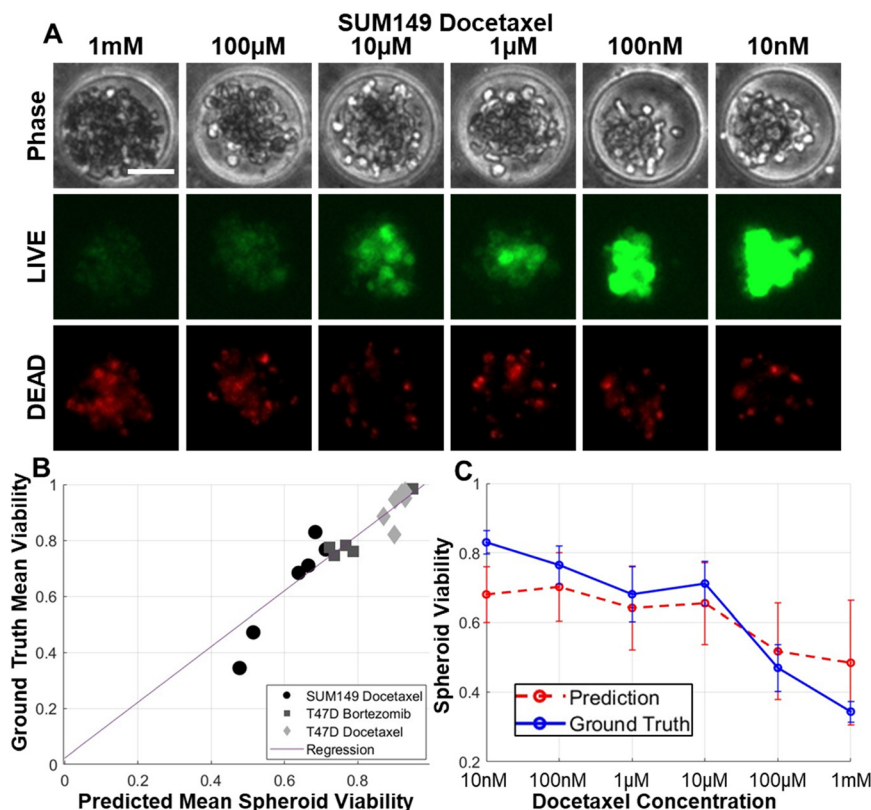 SUM149 Docetaxel
A
1mM 100µM 10µM 1µM 100nM 10nM
Phase
LIVE
DEAD
B
Ground Truth Mean Viability
1
0.8
0.6
0.4
0.2
0
0 0.2 0.4 0.6 0.8
Predicted Mean Spheroid Viability
SUM149 Docetaxel
T47D Bortezomib
T47D Docetaxel
Regression
C
Spheroid Viability
1
0.8
0.6
0.4
0.2
10nM 100nM 1µM 10µM 100µM 1mM
Docetaxel Concentration
Prediction
Ground Truth